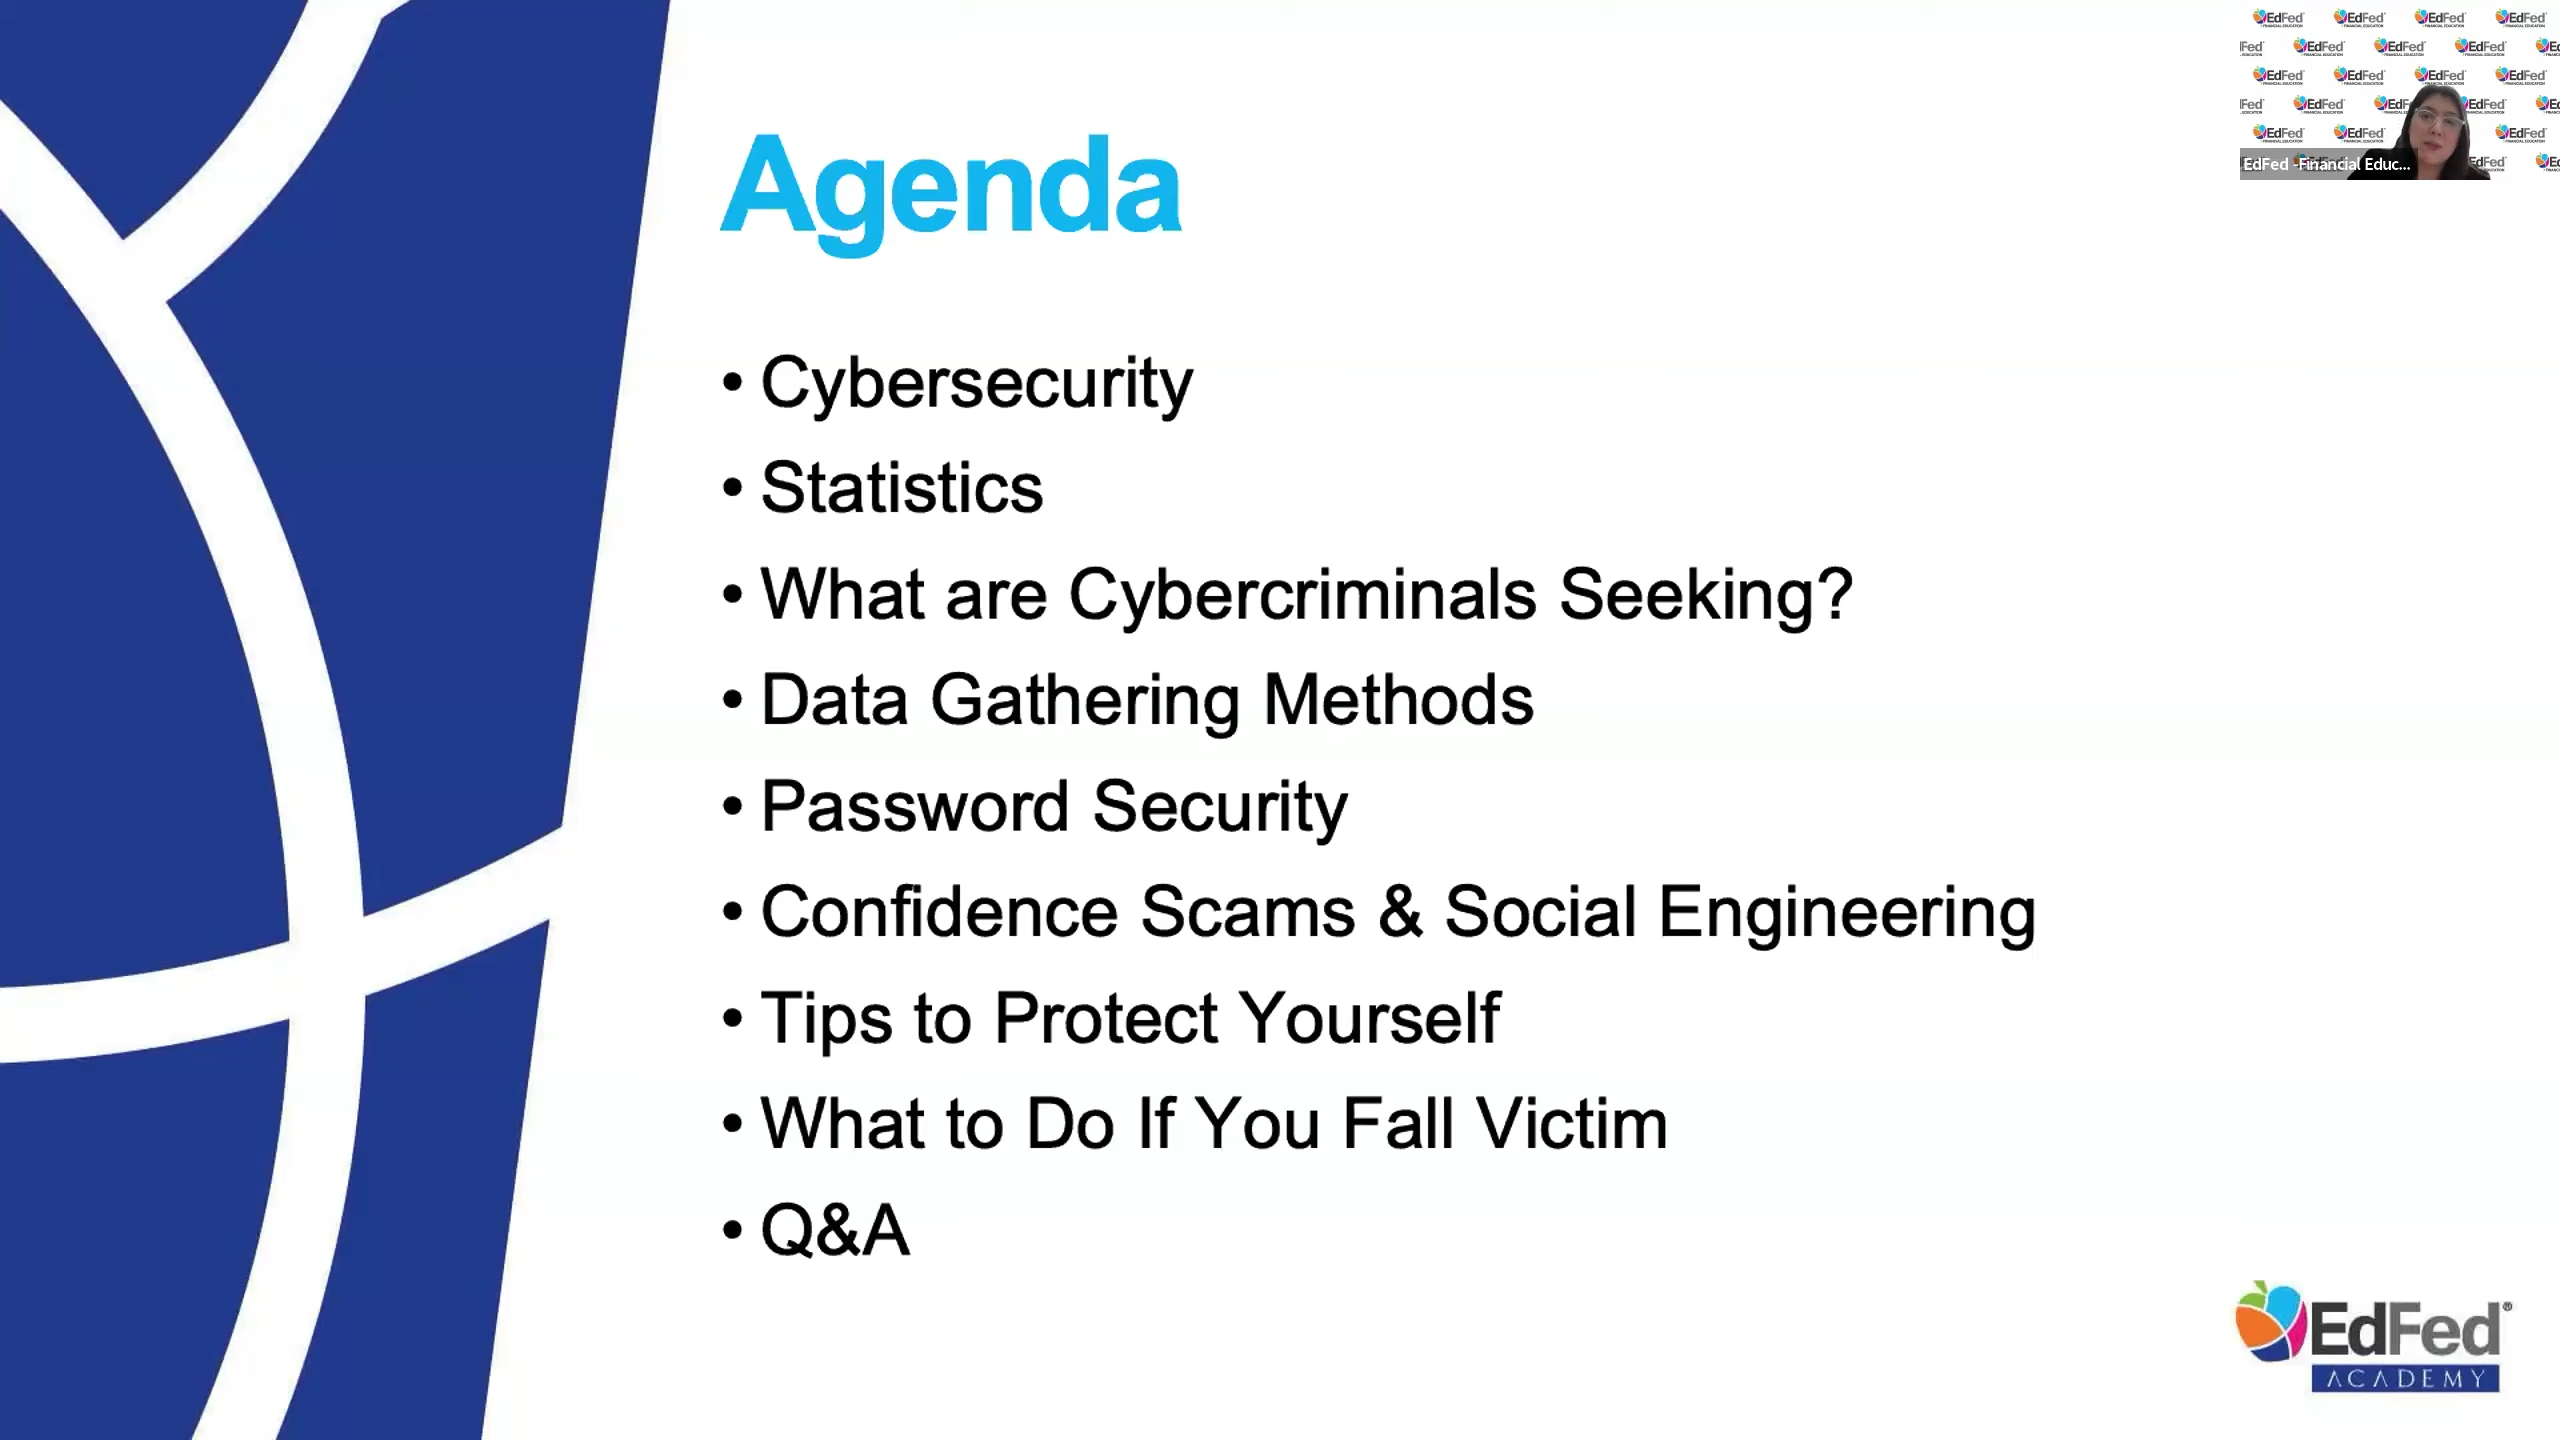 Agenda
• Cybersecurity
• Statistics
• What are Cybercriminals Seeking?
• Data Gathering Methods
• Password Security
• Confidence Scams & Social Engineering
• Tips to Protect Yourself
• What to Do If You Fall Victim
• Q&A
EdFed®
ACADEMY
EdFed -Financial Educ...